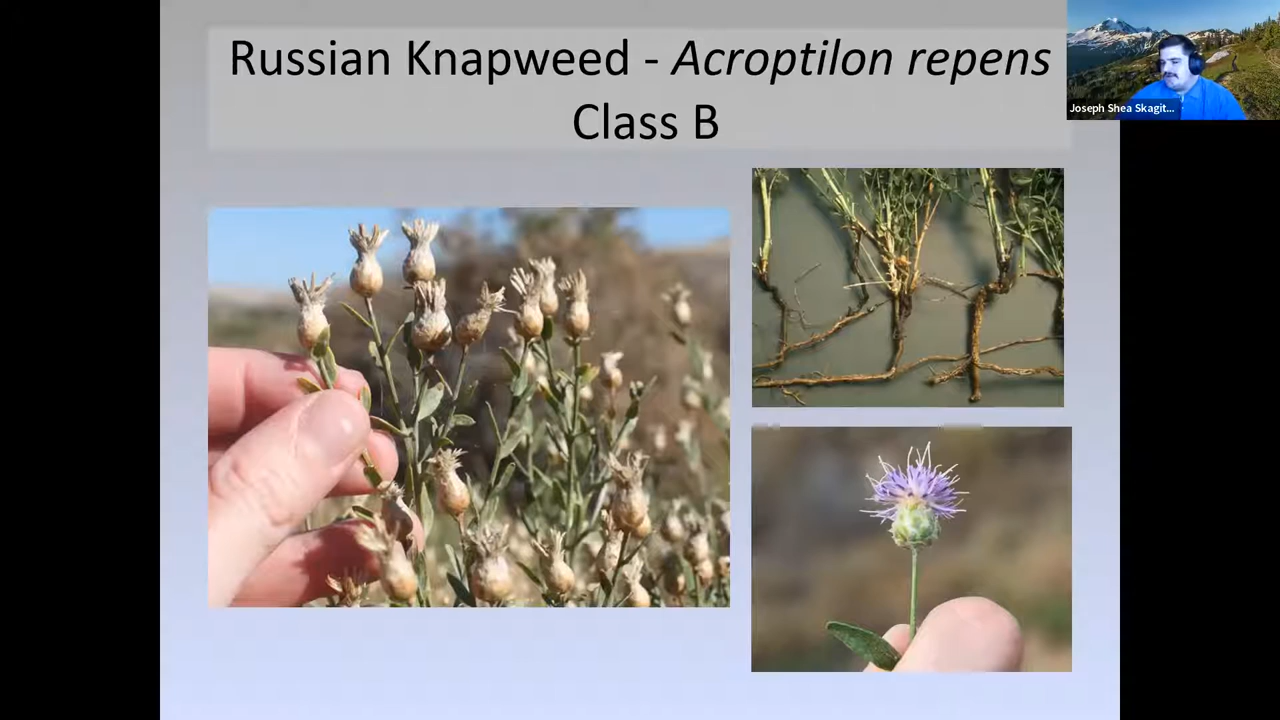 Russian Knapweed - Acroptilon repens
Class B
Joseph Shea Skagit...